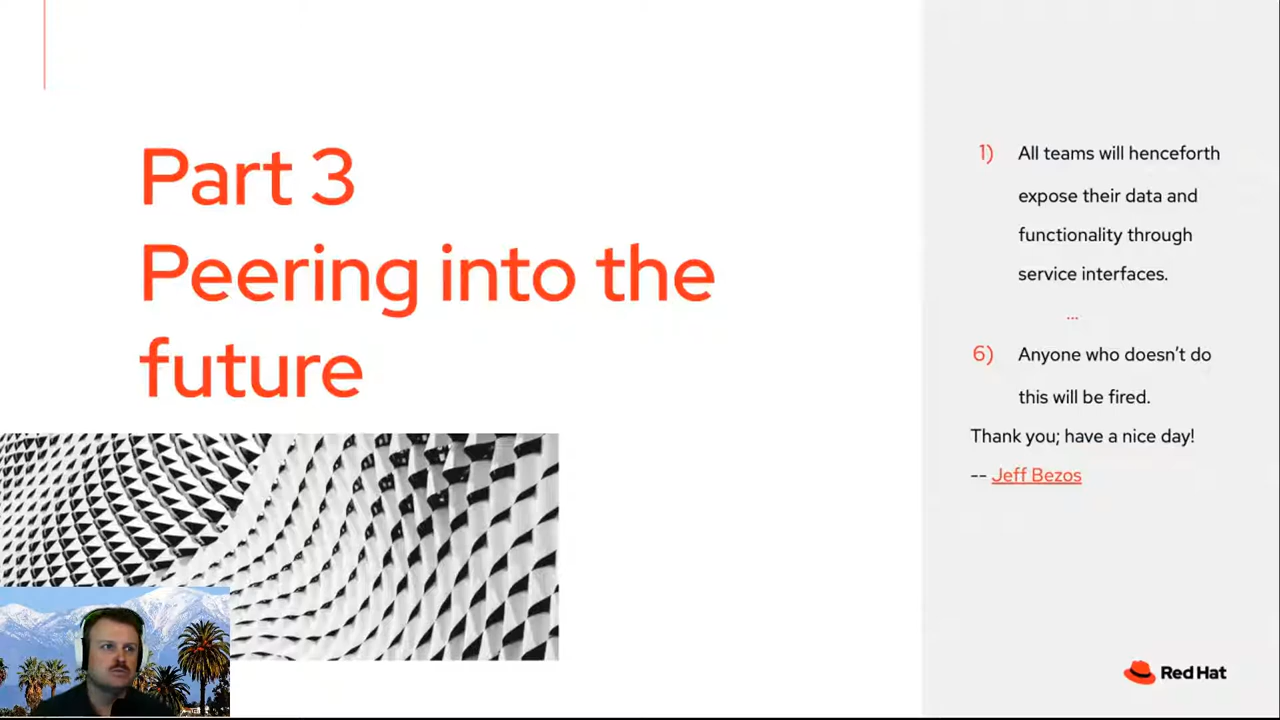 Part 3
Peering into the
future
1) All teams will henceforth
expose their data and
functionality through
service interfaces.
...
6) Anyone who doesn’t do
this will be fired.
Thank you; have a nice day!
-- Jeff Bezos
Red Hat